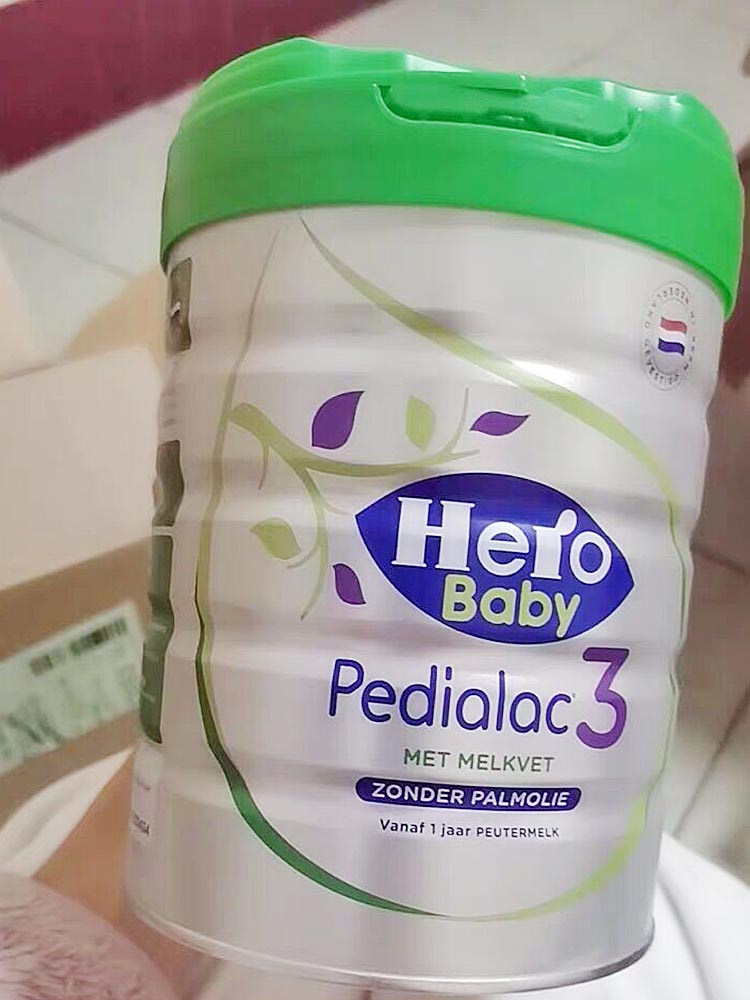 Hero
Baby
Pedialac 3
MET MELKVET
ZONDER PALMOLIE
Vanaf 1 jaar PEUTERMELK